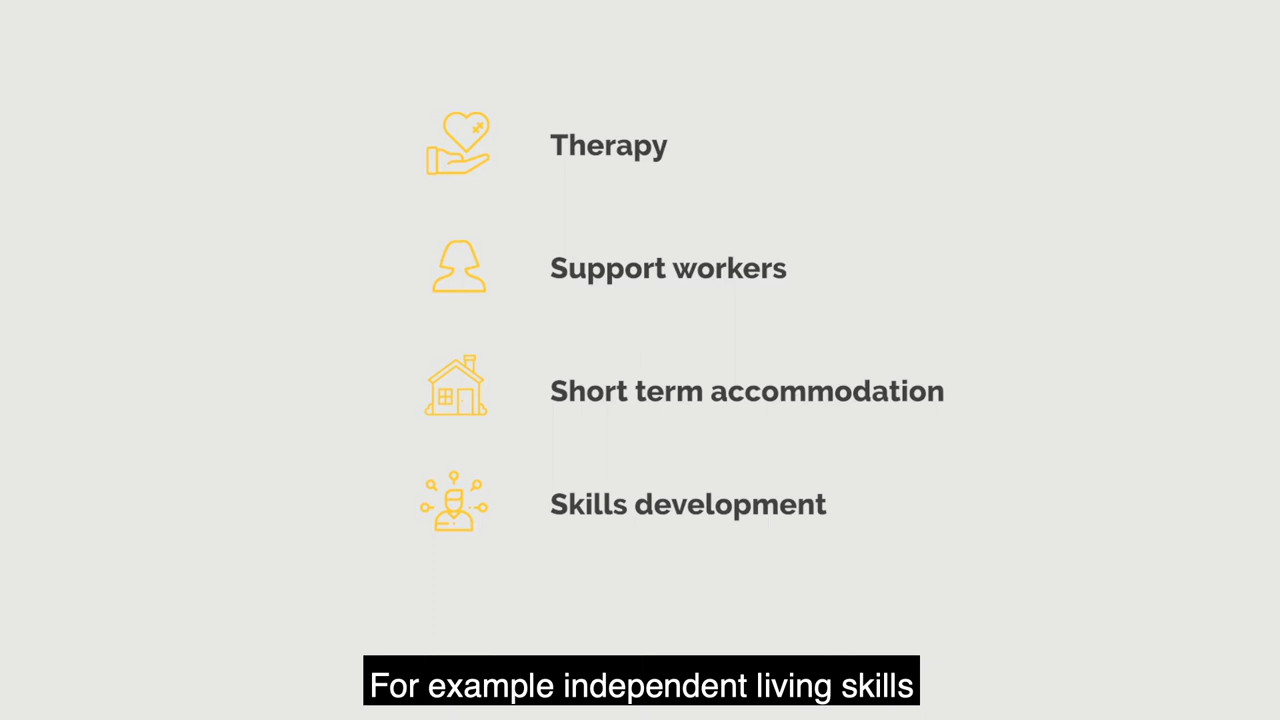 Therapy
Support workers
Short term accommodation
Skills development
For example independent living skills